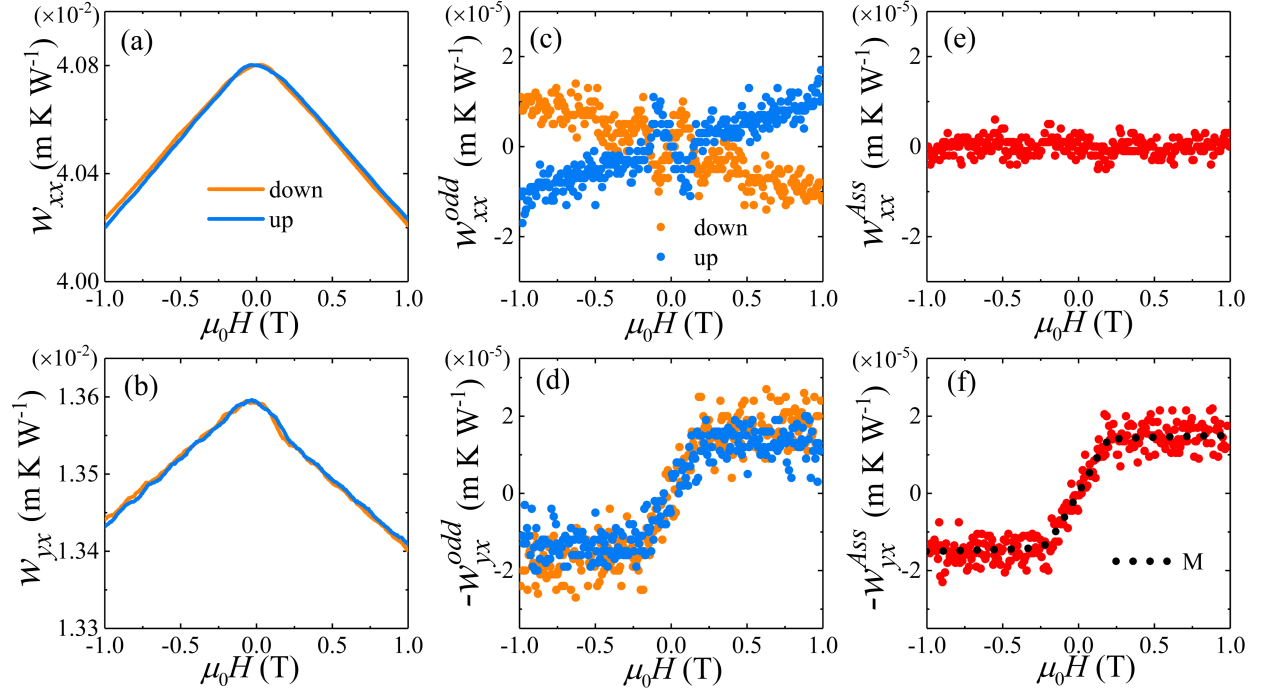 (×10⁻²)
(a)
4.08
4.04
4.00
w_xx (m K W⁻¹)
down
up
-1.0 -0.5 0.0 0.5 1.0
μ₀H (T)
(×10⁻⁵)
(c)
2
0
-2
w_xx^odd (m K W⁻¹)
down
up
-1.0 -0.5 0.0 0.5 1.0
μ₀H (T)
(×10⁻⁵)
(e)
2
0
-2
w_xx^Ass (m K W⁻¹)
-1.0 -0.5 0.0 0.5 1.0
μ₀H (T)
(×10⁻²)
(b)
1.36
1.35
1.34
1.33
w_yx (m K W⁻¹)
-1.0 -0.5 0.0 0.5 1.0
μ₀H (T)
(×10⁻⁵)
(d)
2
0
-2
-w_yx^odd (m K W⁻¹)
-1.0 -0.5 0.0 0.5 1.0
μ₀H (T)
(×10⁻⁵)
(f)
2
0
-2
-w_yx^Ass (m K W⁻¹)
M
-1.0 -0.5 0.0 0.5 1.0
μ₀H (T)